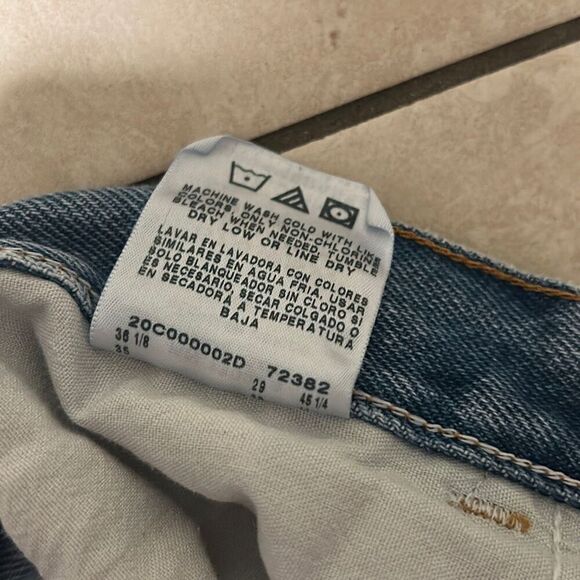 MACHINE WASH COLD WITH LIKE
COLORS. ONLY NON-CHLORINE
BLEACH WHEN NEEDED. TUMBLE
DRY LOW OR LINE DRY
LAVAR EN LAVADORA CON COLORES
SIMILARES EN AGUA FRIA. USAR
SOLO BLANQUEADOR SIN CLORO SI
ES NECESARIO, SECAR COLGADO O
EN SECADORA A TEMPERATURA
BAJA
20C000002D 72382
36 1/8 29 45 1/4
35